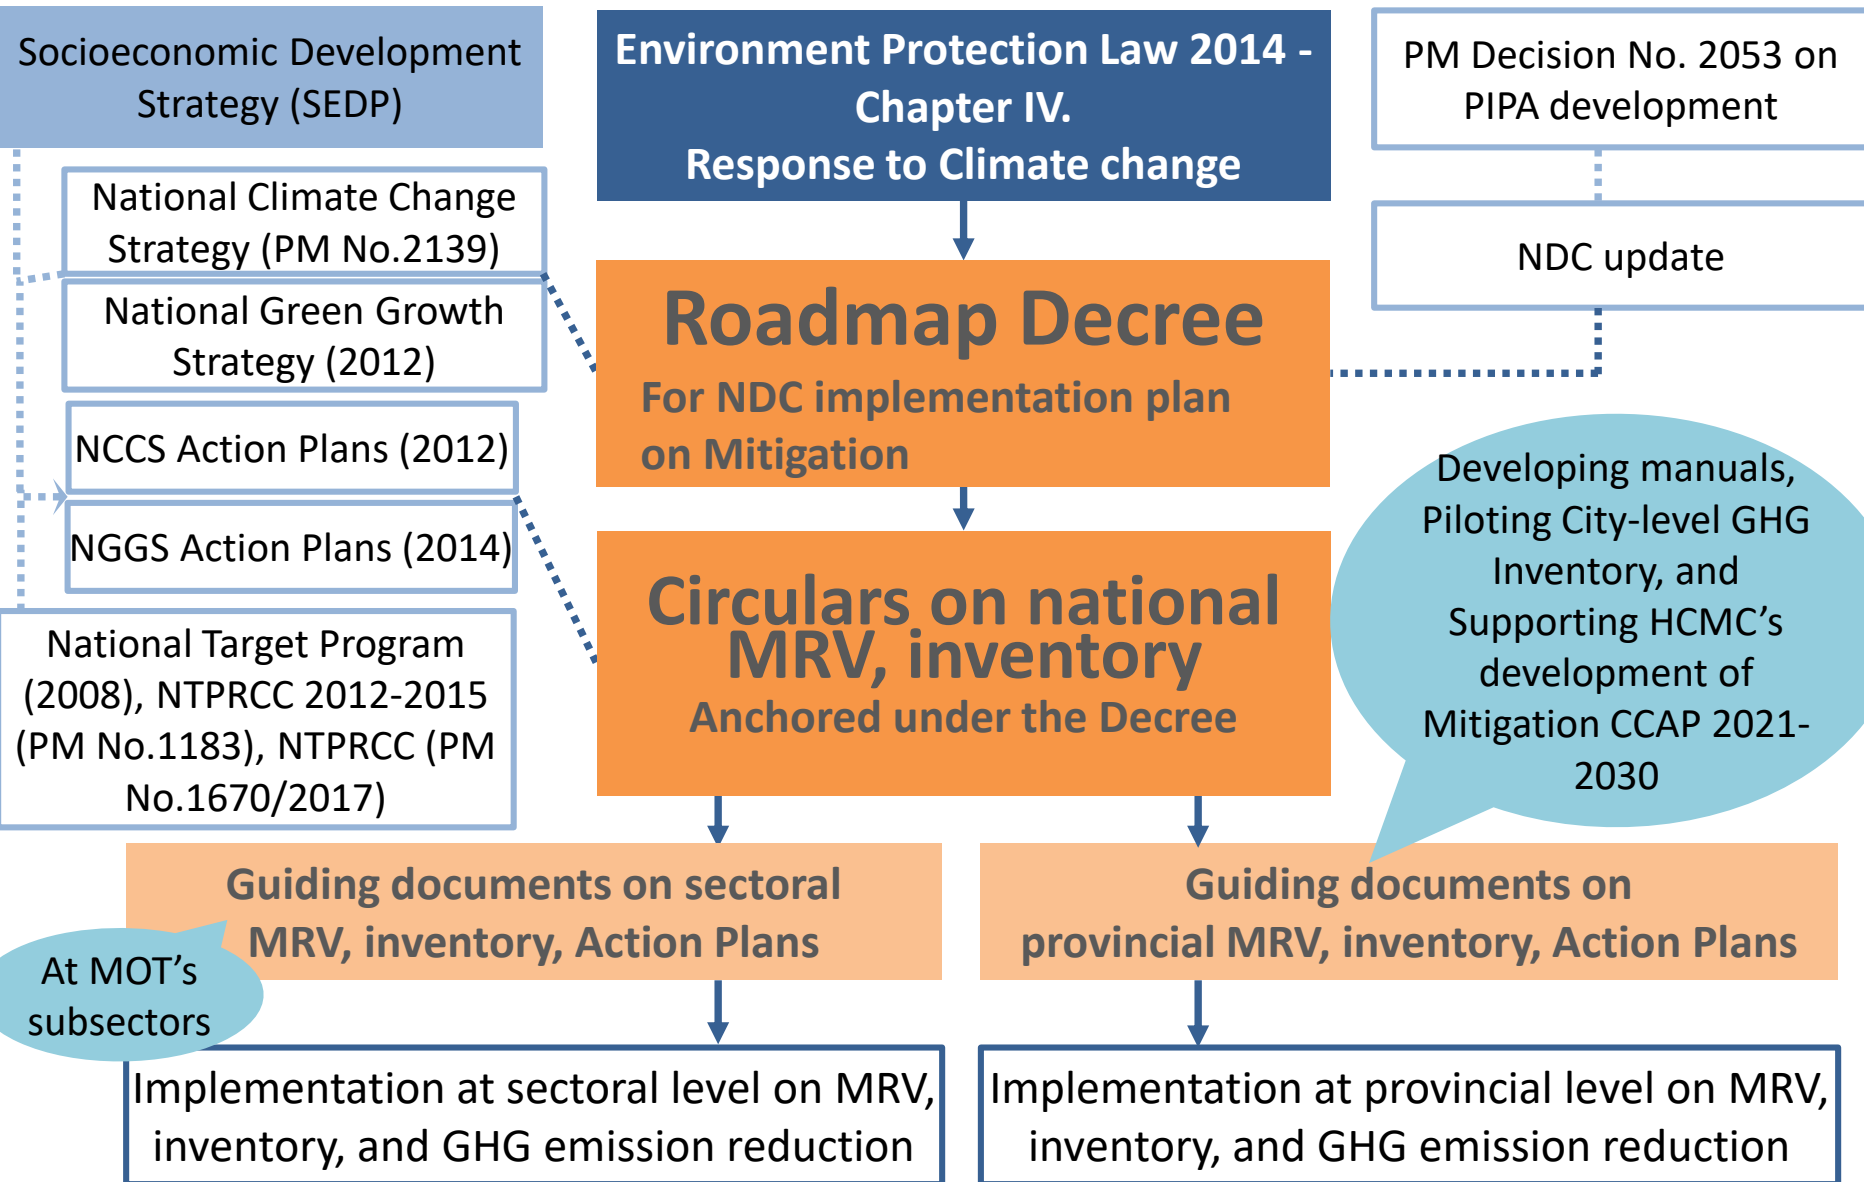 Socioeconomic Development
Strategy (SEDP)
Environment Protection Law 2014 -
Chapter IV.
Response to Climate change
PM Decision No. 2053 on
PIPA development
National Climate Change
Strategy (PM No.2139)
NDC update
National Green Growth
Strategy (2012)
Roadmap Decree
For NDC implementation plan
on Mitigation
NCCS Action Plans (2012)
NGGS Action Plans (2014)
Developing manuals,
Piloting City-level GHG
Inventory, and
Supporting HCMC’s
development of
Mitigation CCAP 2021-
2030
Circulars on national
MRV, inventory
Anchored under the Decree
National Target Program
(2008), NTPRCC 2012-2015
(PM No.1183), NTPRCC (PM
No.1670/2017)
Guiding documents on sectoral
MRV, inventory, Action Plans
Guiding documents on
provincial MRV, inventory, Action Plans
At MOT’s
subsectors
Implementation at sectoral level on MRV,
inventory, and GHG emission reduction
Implementation at provincial level on MRV,
inventory, and GHG emission reduction